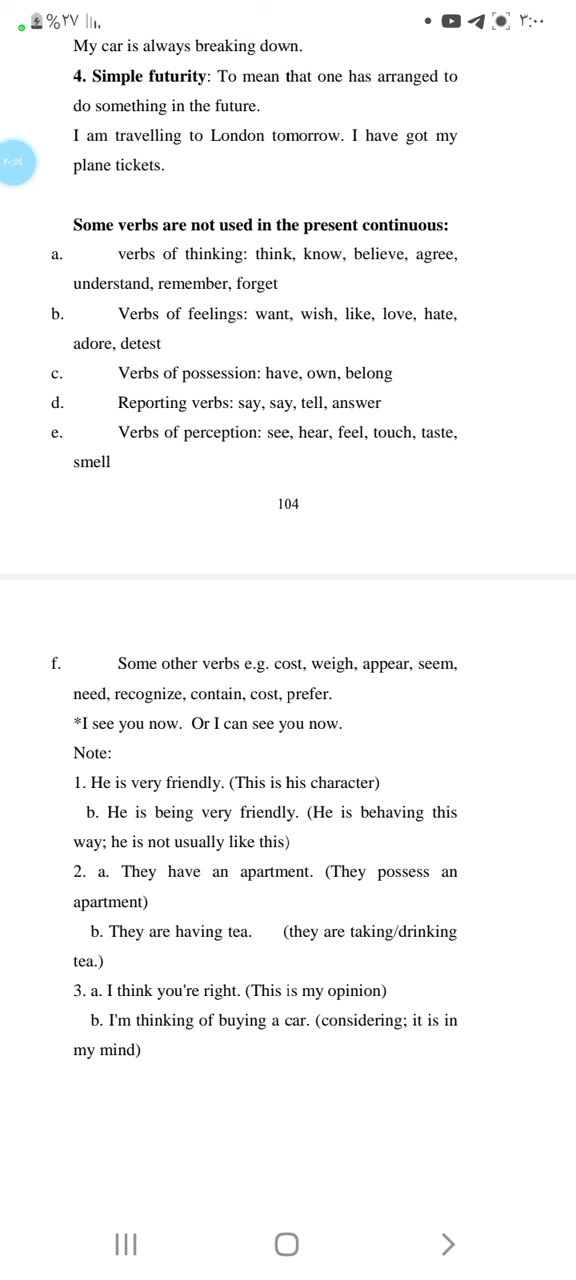 %٢٧ ٣:٠٠
My car is always breaking down.
4. Simple futurity: To mean that one has arranged to
do something in the future.
I am travelling to London tomorrow. I have got my
plane tickets.
Some verbs are not used in the present continuous:
a. verbs of thinking: think, know, believe, agree,
understand, remember, forget
b. Verbs of feelings: want, wish, like, love, hate,
adore, detest
c. Verbs of possession: have, own, belong
d. Reporting verbs: say, say, tell, answer
e. Verbs of perception: see, hear, feel, touch, taste,
smell
104
f. Some other verbs e.g. cost, weigh, appear, seem,
need, recognize, contain, cost, prefer.
*I see you now. Or I can see you now.
Note:
1. He is very friendly. (This is his character)
b. He is being very friendly. (He is behaving this
way; he is not usually like this)
2. a. They have an apartment. (They possess an
apartment)
b. They are having tea. (they are taking/drinking
tea.)
3. a. I think you're right. (This is my opinion)
b. I'm thinking of buying a car. (considering; it is in
my mind)